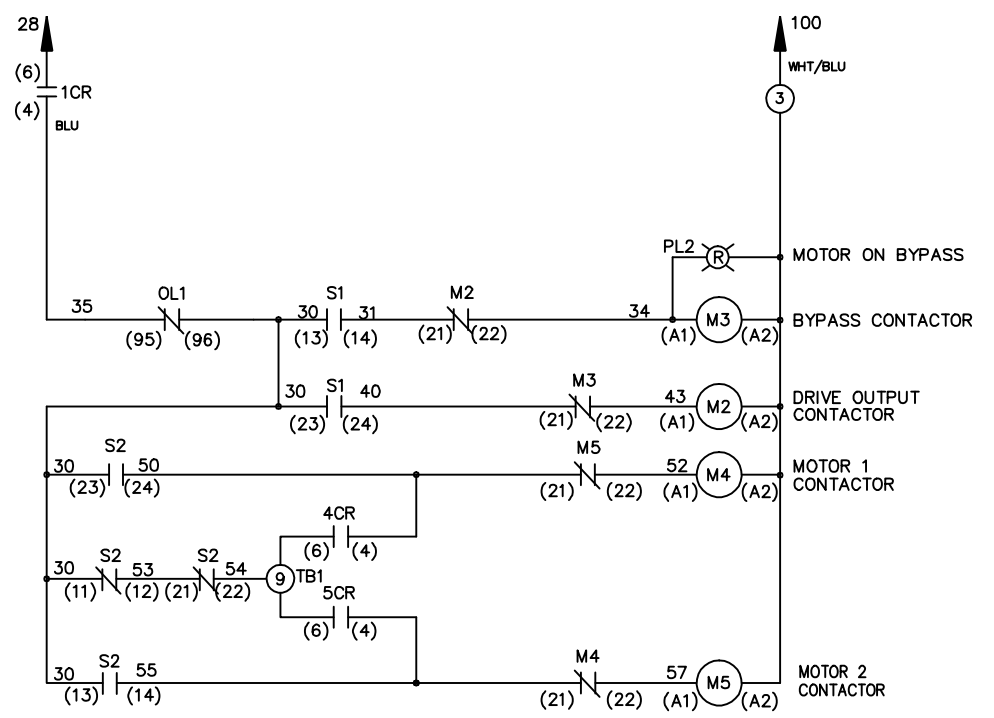 28
100
(6)
WHT/BLU
1CR
3
(4)
BLU
PL2
R
MOTOR ON BYPASS
35
OL1
30
S1
31
M2
34
M3
BYPASS CONTACTOR
(95)
(96)
(13)
(14)
(21)
(22)
(A1)
(A2)
30
S1
40
M3
43
M2
DRIVE OUTPUT
CONTACTOR
(23)
(24)
(21)
(22)
(A1)
(A2)
30
S2
50
M5
52
M4
MOTOR 1
CONTACTOR
(23)
(24)
(21)
(22)
(A1)
(A2)
4CR
(6)
(4)
30
S2
53
S2
54
9
TB1
(11)
(12)
(21)
(22)
5CR
(6)
(4)
30
S2
55
M4
57
M5
MOTOR 2
CONTACTOR
(13)
(14)
(21)
(22)
(A1)
(A2)